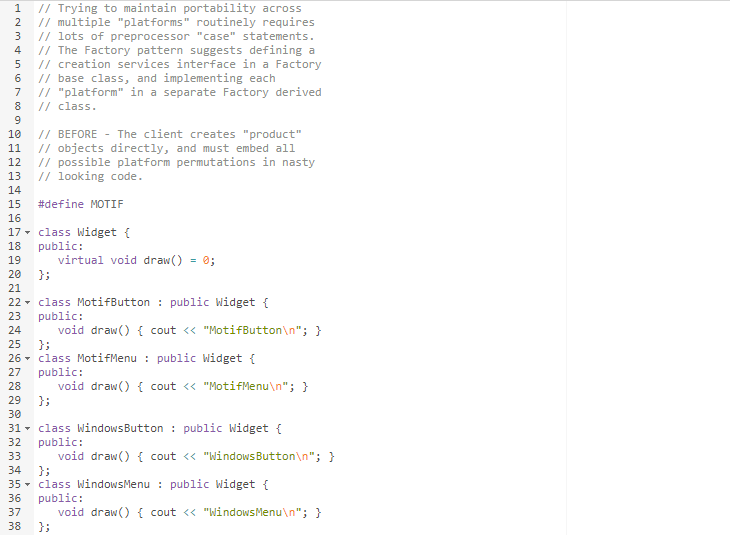 1 // Trying to maintain portability across
2 // multiple "platforms" routinely requires
3 // lots of preprocessor "case" statements.
4 // The Factory pattern suggests defining a
5 // creation services interface in a Factory
6 // base class, and implementing each
7 // "platform" in a separate Factory derived
8 // class.
9
10 // BEFORE - The client creates "product"
11 // objects directly, and must embed all
12 // possible platform permutations in nasty
13 // looking code.
14
15 #define MOTIF
16
17 class Widget {
18 public:
19    virtual void draw() = 0;
20 };
21
22 class MotifButton : public Widget {
23 public:
24    void draw() { cout << "MotifButton\n"; }
25 };
26 class MotifMenu : public Widget {
27 public:
28    void draw() { cout << "MotifMenu\n"; }
29 };
30
31 class WindowsButton : public Widget {
32 public:
33    void draw() { cout << "WindowsButton\n"; }
34 };
35 class WindowsMenu : public Widget {
36 public:
37    void draw() { cout << "WindowsMenu\n"; }
38 };